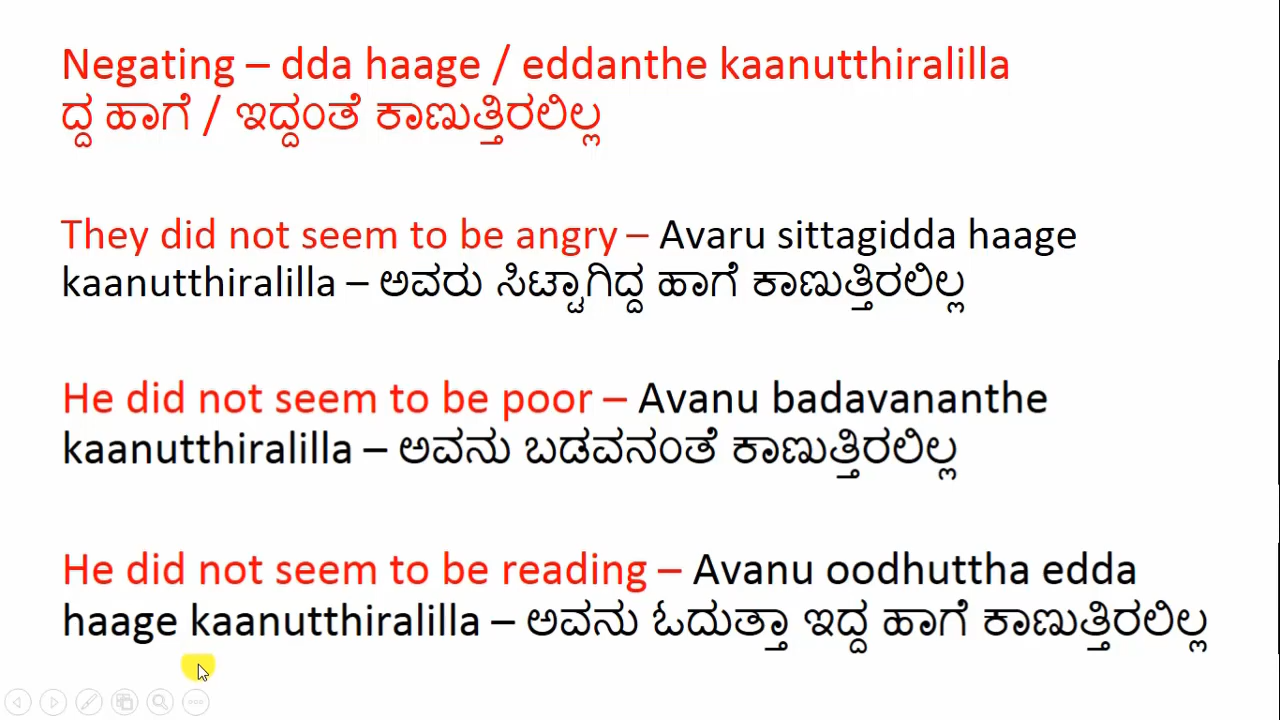 Negating – dda haage / eddanthe kaanutthiralilla
ದ್ದ ಹಾಗೆ / ಇದ್ದಂತೆ ಕಾಣುತ್ತಿರಲಿಲ್ಲ
They did not seem to be angry – Avaru sittagidda haage
kaanutthiralilla – ಅವರು ಸಿಟ್ಟಾಗಿದ್ದ ಹಾಗೆ ಕಾಣುತ್ತಿರಲಿಲ್ಲ
He did not seem to be poor – Avanu badavananthe
kaanutthiralilla – ಅವನು ಬಡವನಂತೆ ಕಾಣುತ್ತಿರಲಿಲ್ಲ
He did not seem to be reading – Avanu oodhuttha edda
haage kaanutthiralilla – ಅವನು ಓದುತ್ತಾ ಇದ್ದ ಹಾಗೆ ಕಾಣುತ್ತಿರಲಿಲ್ಲ